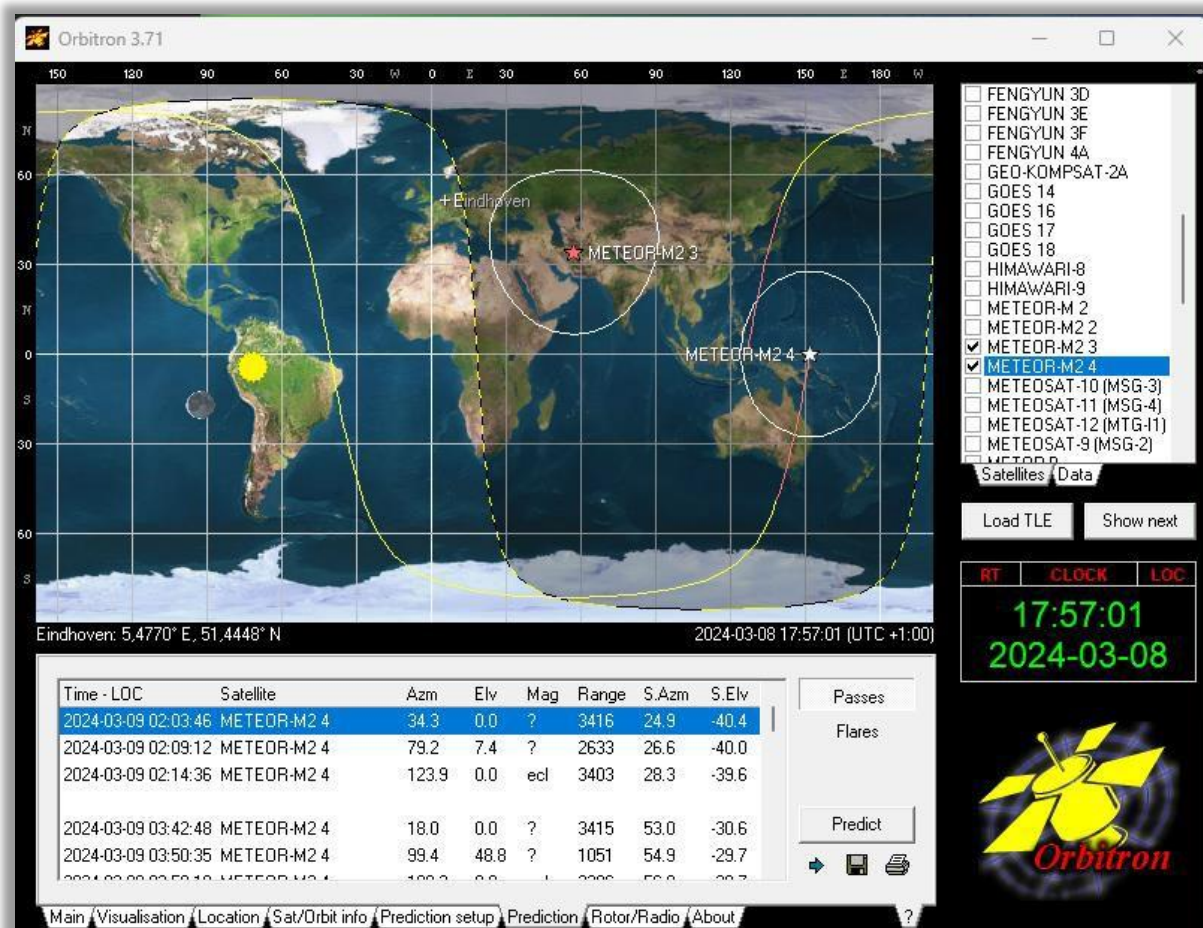 Orbitron 3.71
150 120 90 60 30 W 0 E 30 60 90 120 150 E 180 W
N
60
30
N
0
S
30
60
S
+Eindhoven
METEOR-M2 3
METEOR-M2 4
Eindhoven: 5,4770° E, 51,4448° N
2024-03-08 17:57:01 (UTC +1:00)
FENGYUN 3D
FENGYUN 3E
FENGYUN 3F
FENGYUN 4A
GEO-KOMPSAT-2A
GOES 14
GOES 16
GOES 17
GOES 18
HIMAWARI-8
HIMAWARI-9
METEOR-M 2
METEOR-M2 2
METEOR-M2 3
METEOR-M2 4
METEOSAT-10 (MSG-3)
METEOSAT-11 (MSG-4)
METEOSAT-12 (MTG-I1)
METEOSAT-9 (MSG-2)
Satellites Data
Load TLE Show next
RT CLOCK LOC
17:57:01
2024-03-08
Time - LOC Satellite Azm Elv Mag Range S.Azm S.Elv
2024-03-09 02:03:46 METEOR-M2 4 34.3 0.0 ? 3416 24.9 -40.4
2024-03-09 02:09:12 METEOR-M2 4 79.2 7.4 ? 2633 26.6 -40.0
2024-03-09 02:14:36 METEOR-M2 4 123.9 0.0 ecl 3403 28.3 -39.6
2024-03-09 03:42:48 METEOR-M2 4 18.0 0.0 ? 3415 53.0 -30.6
2024-03-09 03:50:35 METEOR-M2 4 99.4 48.8 ? 1051 54.9 -29.7
Passes
Flares
Predict
Orbitron
Main Visualisation Location Sat/Orbit info Prediction setup Prediction Rotor/Radio About ?